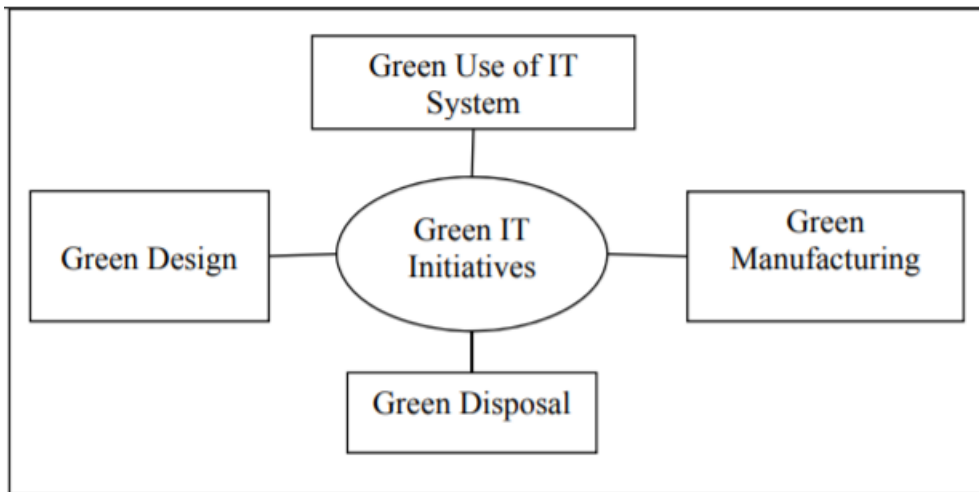 Green Use of IT
System
Green Design
Green IT
Initiatives
Green
Manufacturing
Green Disposal